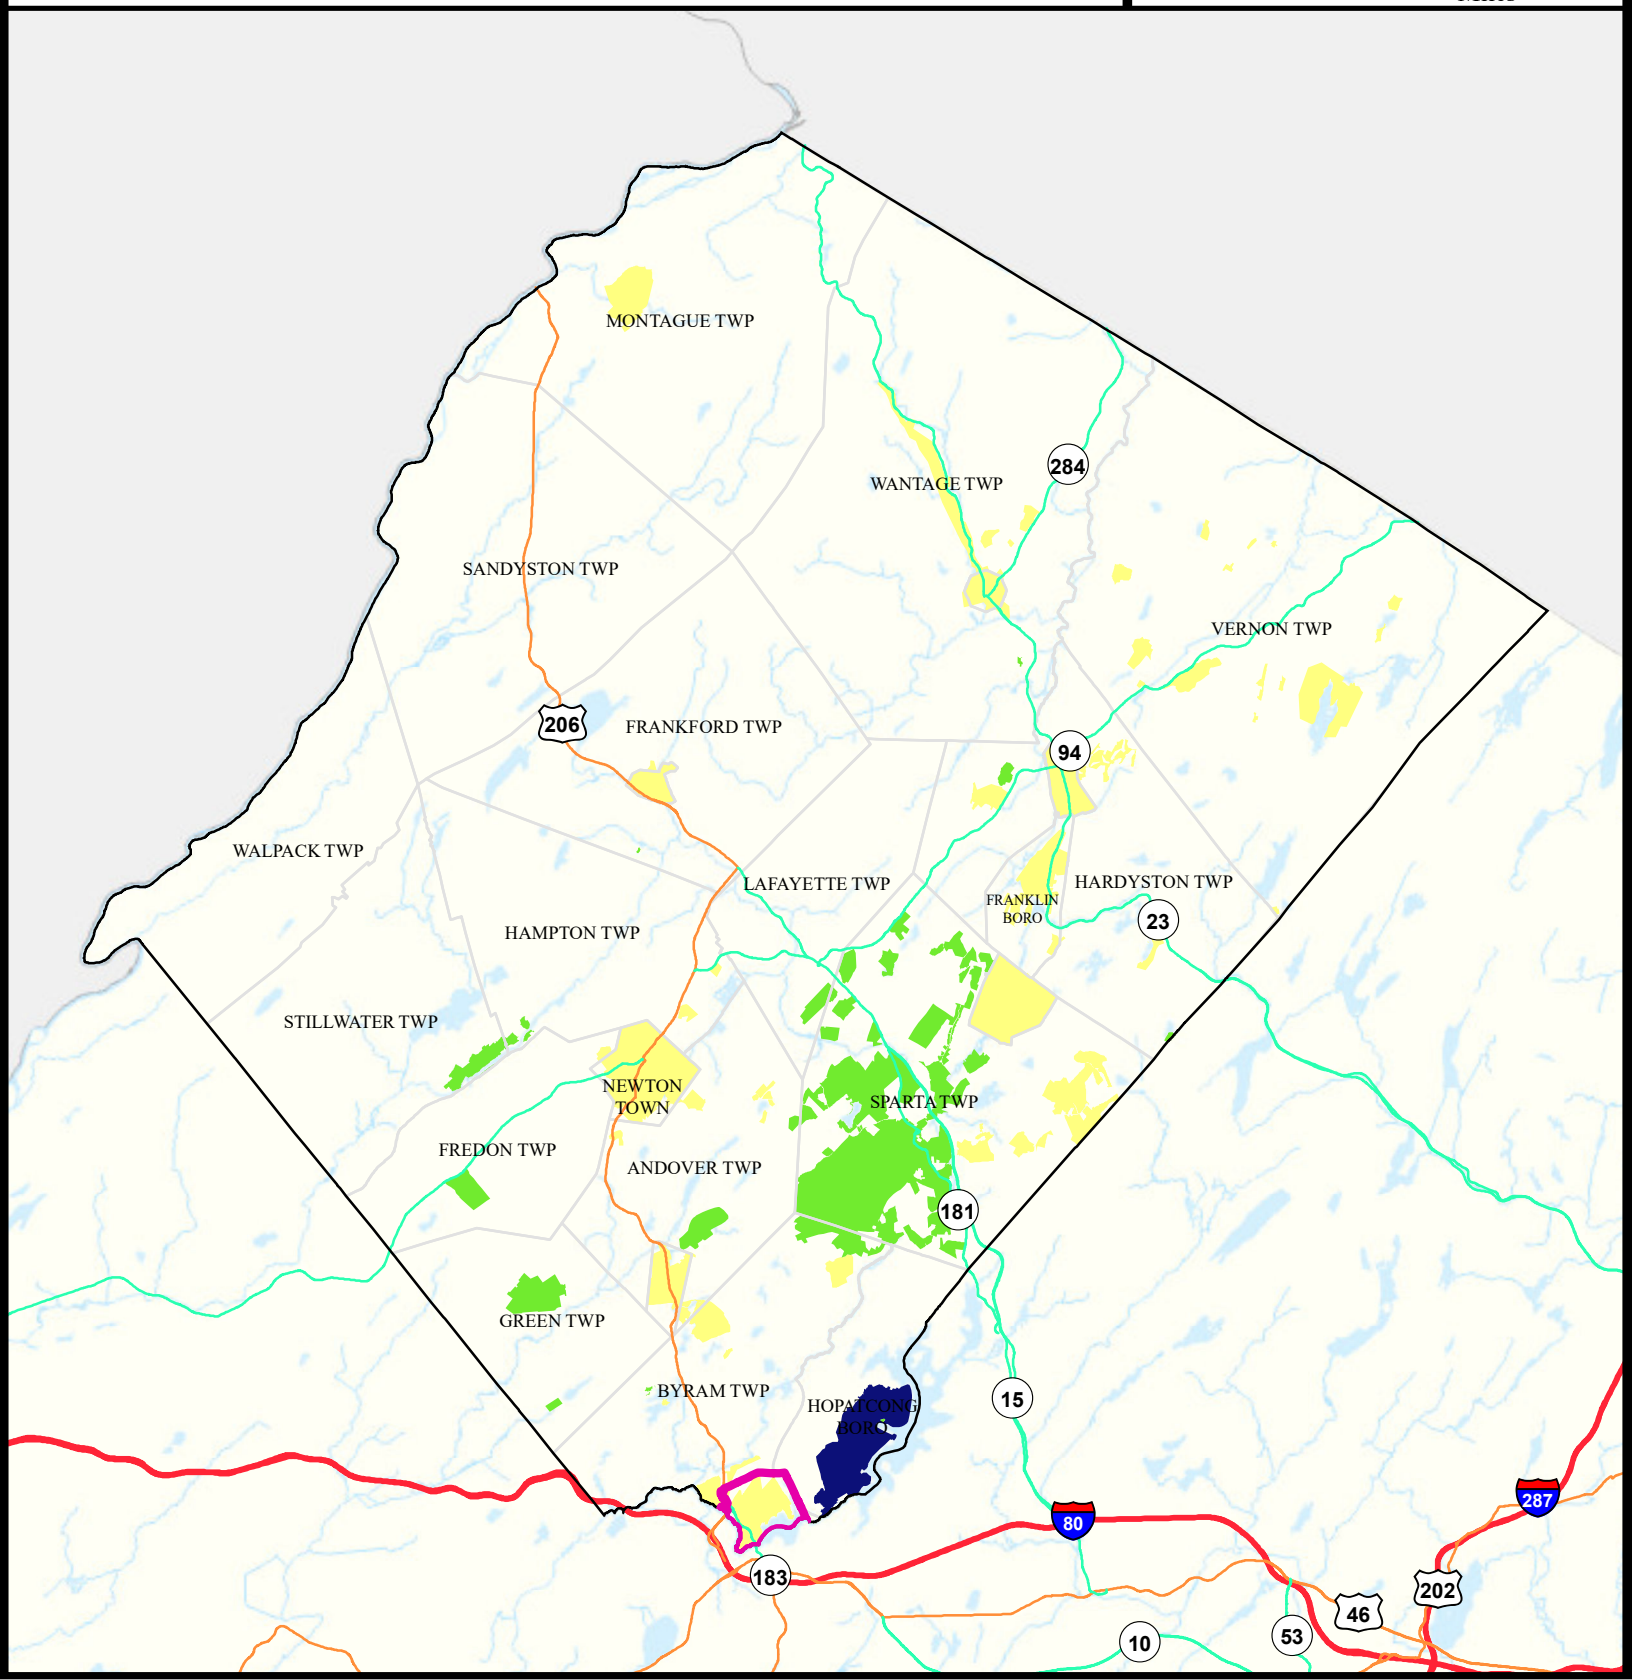 MONTAGUE TWP
284
WANTAGE TWP
SANDYSTON TWP
VERNON TWP
206
FRANKFORD TWP
94
WALPACK TWP
LAFAYETTE TWP
HARDYSTON TWP
FRANKLIN
BORO
23
HAMPTON TWP
STILLWATER TWP
NEWTON
TOWN
SPARTA TWP
FREDON TWP
ANDOVER TWP
181
GREEN TWP
BYRAM TWP
HOPATCONG
BORO
15
287
80
183
202
46
10
53